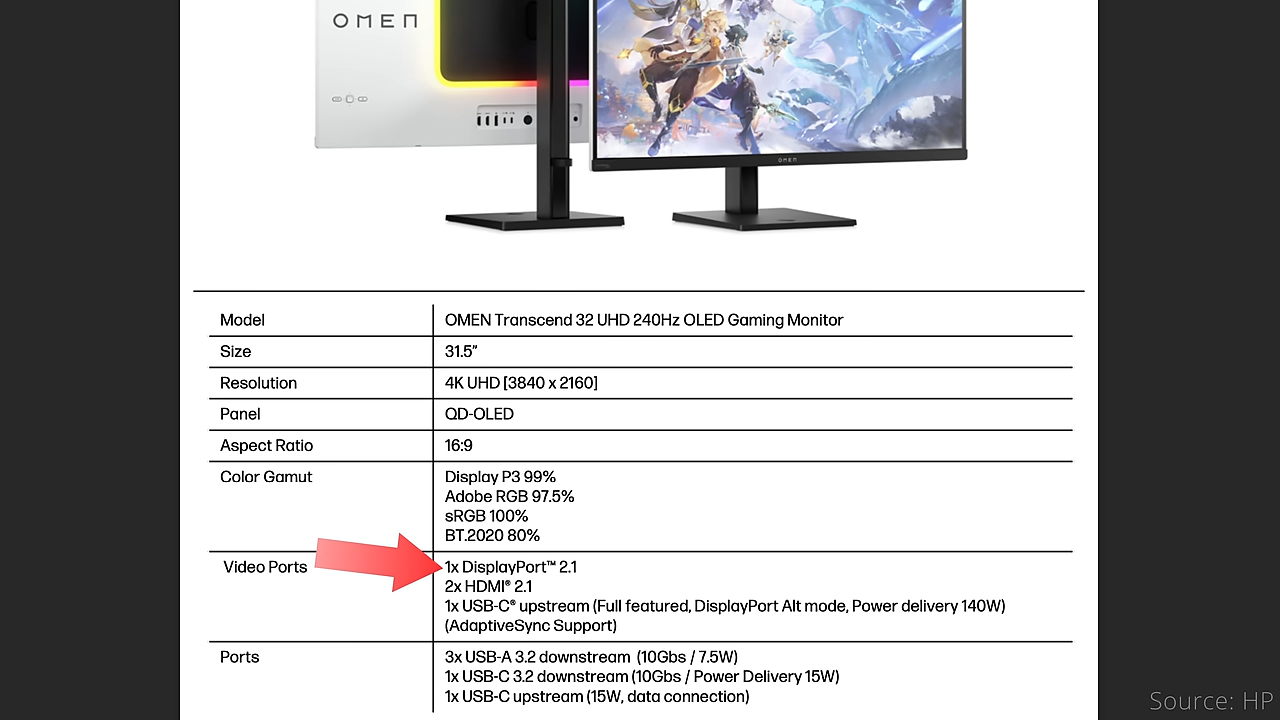 OMEN
OMEN
Model
OMEN Transcend 32 UHD 240Hz OLED Gaming Monitor
Size
31.5”
Resolution
4K UHD [3840 x 2160]
Panel
QD-OLED
Aspect Ratio
16:9
Color Gamut
Display P3 99%
Adobe RGB 97.5%
sRGB 100%
BT.2020 80%
Video Ports
1x DisplayPort™ 2.1
2x HDMI® 2.1
1x USB-C® upstream (Full featured, DisplayPort Alt mode, Power delivery 140W)
(AdaptiveSync Support)
Ports
3x USB-A 3.2 downstream (10Gbs / 7.5W)
1x USB-C 3.2 downstream (10Gbs / Power Delivery 15W)
1x USB-C upstream (15W, data connection)
Source: HP